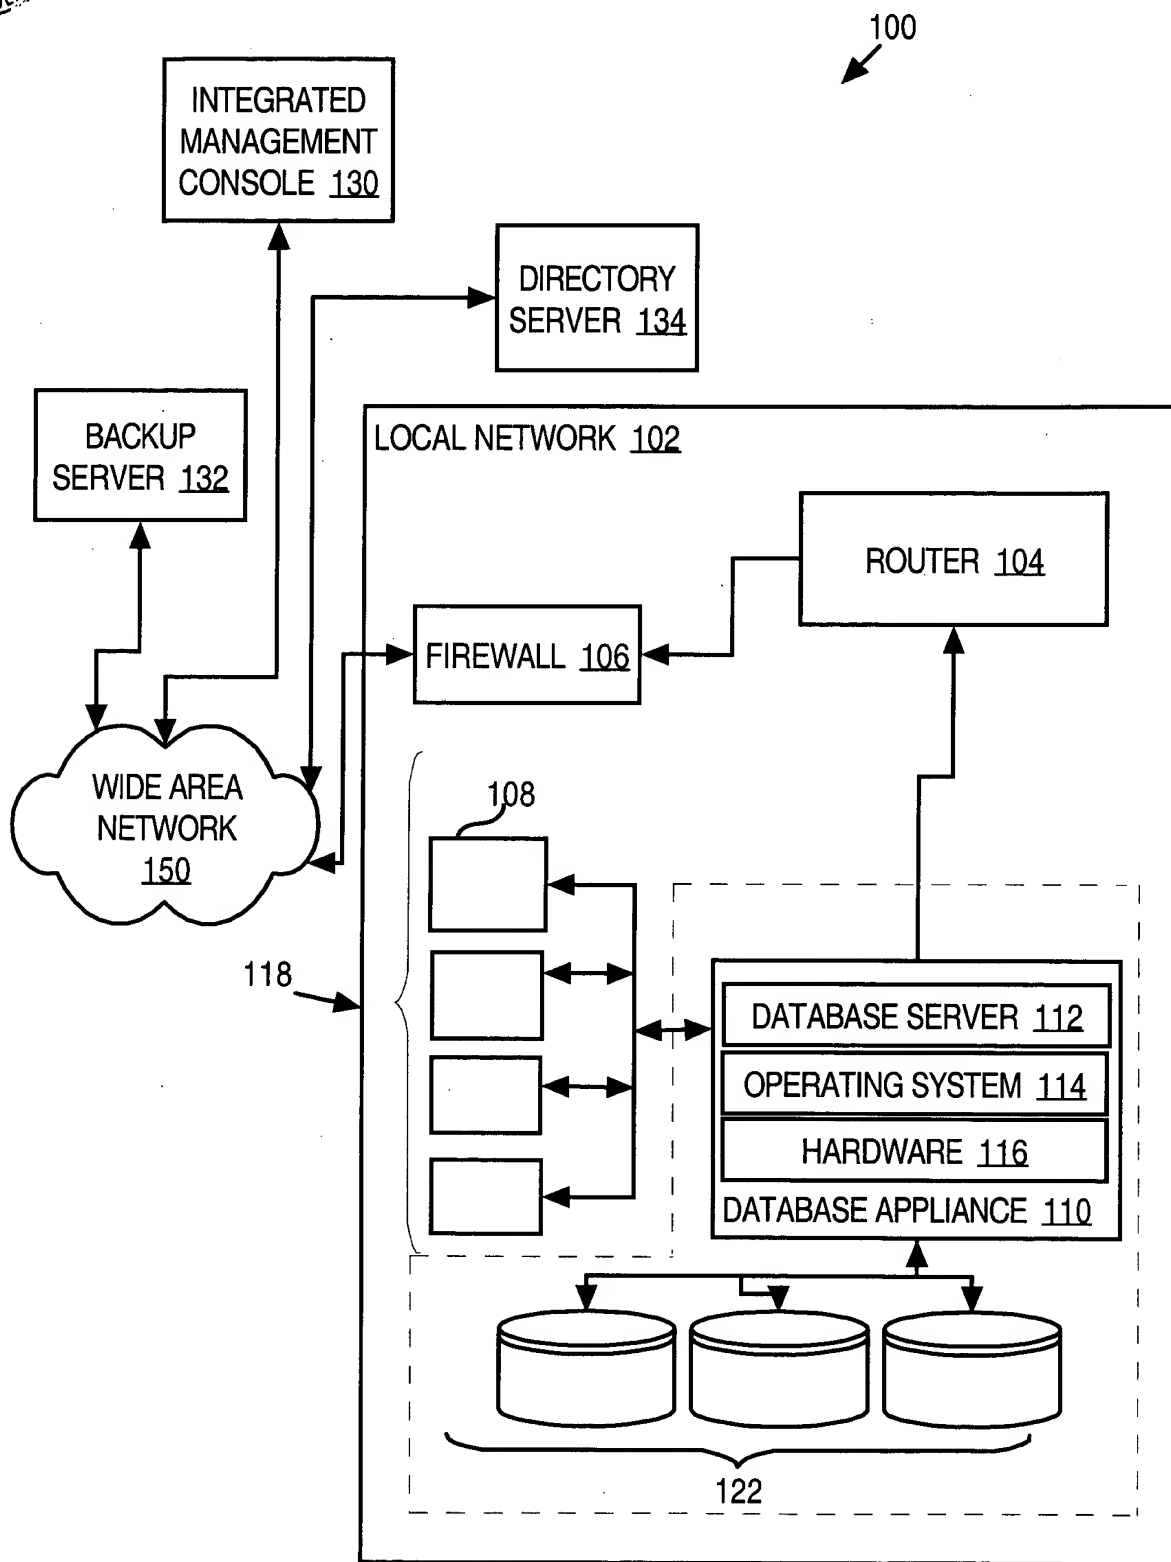 100
INTEGRATED
MANAGEMENT
CONSOLE 130
DIRECTORY
SERVER 134
BACKUP
SERVER 132
LOCAL NETWORK 102
ROUTER 104
FIREWALL 106
WIDE AREA
NETWORK
150
108
118
DATABASE SERVER 112
OPERATING SYSTEM 114
HARDWARE 116
DATABASE APPLIANCE 110
122